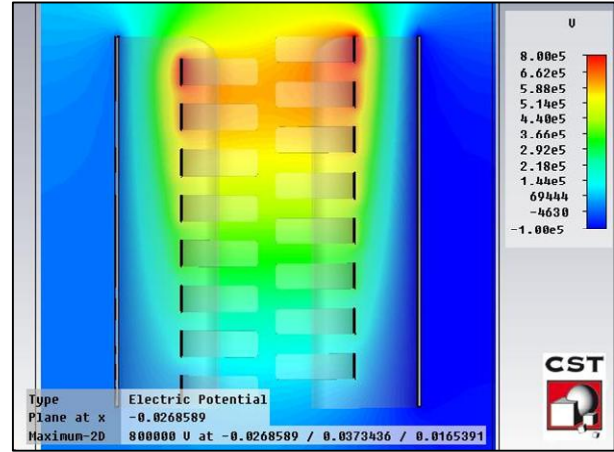 V
8.00e5
6.62e5
5.88e5
5.14e5
4.40e5
3.66e5
2.92e5
2.18e5
1.44e5
69444
-4630
-1.00e5
CST
Type Electric Potential
Plane at x -0.0268589
Maximum-2D 800000 V at -0.0268589 / 0.0373436 / 0.0165391